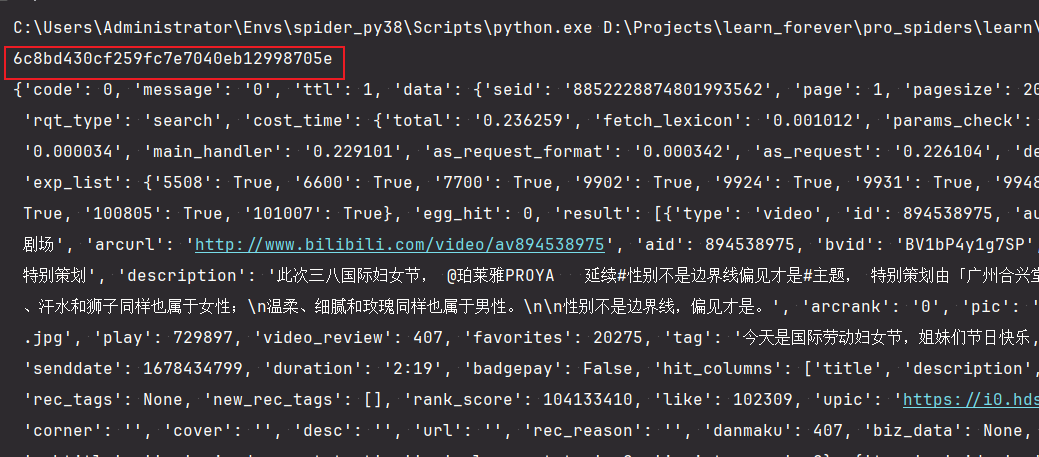 C:\Users\Administrator\Envs\spider_py38\Scripts\python.exe D:\Projects\learn_forever\pro_spiders\learn\
6c8bd430cf259fc7e7040eb12998705e
{'code': 0, 'message': '0', 'ttl': 1, 'data': {'seid': '8852228874801993562', 'page': 1, 'pagesize': 20
'rqt_type': 'search', 'cost_time': {'total': '0.236259', 'fetch_lexicon': '0.001012', 'params_check':
'0.000034', 'main_handler': '0.229101', 'as_request_format': '0.000342', 'as_request': '0.226104', 'de
'exp_list': {'5508': True, '6600': True, '7700': True, '9902': True, '9924': True, '9931': True, '9948
True, '100805': True, '101007': True}, 'egg_hit': 0, 'result': [{'type': 'video', 'id': 894538975, 'au
剧场', 'arcurl': 'http://www.bilibili.com/video/av894538975', 'aid': 894538975, 'bvid': 'BV1bP4y1g7SP',
特别策划', 'description': '此次三八国际妇女节， @珀莱雅PROYA 延续#性别不是边界线偏见才是#主题， 特别策划由「广州合兴堂
、汗水和狮子同样也属于女性；\n温柔、细腻和玫瑰同样也属于男性。\n\n性别不是边界线，偏见才是。', 'arcrank': '0', 'pic': '
.jpg', 'play': 729897, 'video_review': 407, 'favorites': 20275, 'tag': '今天是国际劳动妇女节，姐妹们节日快乐,
'senddate': 1678434799, 'duration': '2:19', 'badgepay': False, 'hit_columns': ['title', 'description',
'rec_tags': None, 'new_rec_tags': [], 'rank_score': 104133410, 'like': 102309, 'upic': 'https://i0.hds
'corner': '', 'cover': '', 'desc': '', 'url': '', 'rec_reason': '', 'danmaku': 407, 'biz_data': None,